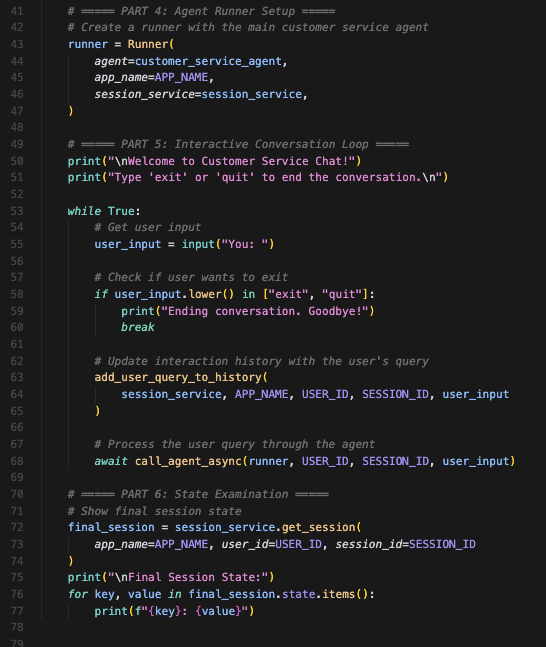 41 # ===== PART 4: Agent Runner Setup =====
42 # Create a runner with the main customer service agent
43 runner = Runner(
44 agent=customer_service_agent,
45 app_name=APP_NAME,
46 session_service=session_service,
47 )
48
49 # ===== PART 5: Interactive Conversation Loop =====
50 print("\nWelcome to Customer Service Chat!")
51 print("Type 'exit' or 'quit' to end the conversation.\n")
52
53 while True:
54 # Get user input
55 user_input = input("You: ")
56
57 # Check if user wants to exit
58 if user_input.lower() in ["exit", "quit"]:
59 print("Ending conversation. Goodbye!")
60 break
61
62 # Update interaction history with the user's query
63 add_user_query_to_history(
64 session_service, APP_NAME, USER_ID, SESSION_ID, user_input
65 )
66
67 # Process the user query through the agent
68 await call_agent_async(runner, USER_ID, SESSION_ID, user_input)
69
70 # ===== PART 6: State Examination =====
71 # Show final session state
72 final_session = session_service.get_session(
73 app_name=APP_NAME, user_id=USER_ID, session_id=SESSION_ID
74 )
75 print("\nFinal Session State:")
76 for key, value in final_session.state.items():
77 print(f"{key}: {value}")
78
79